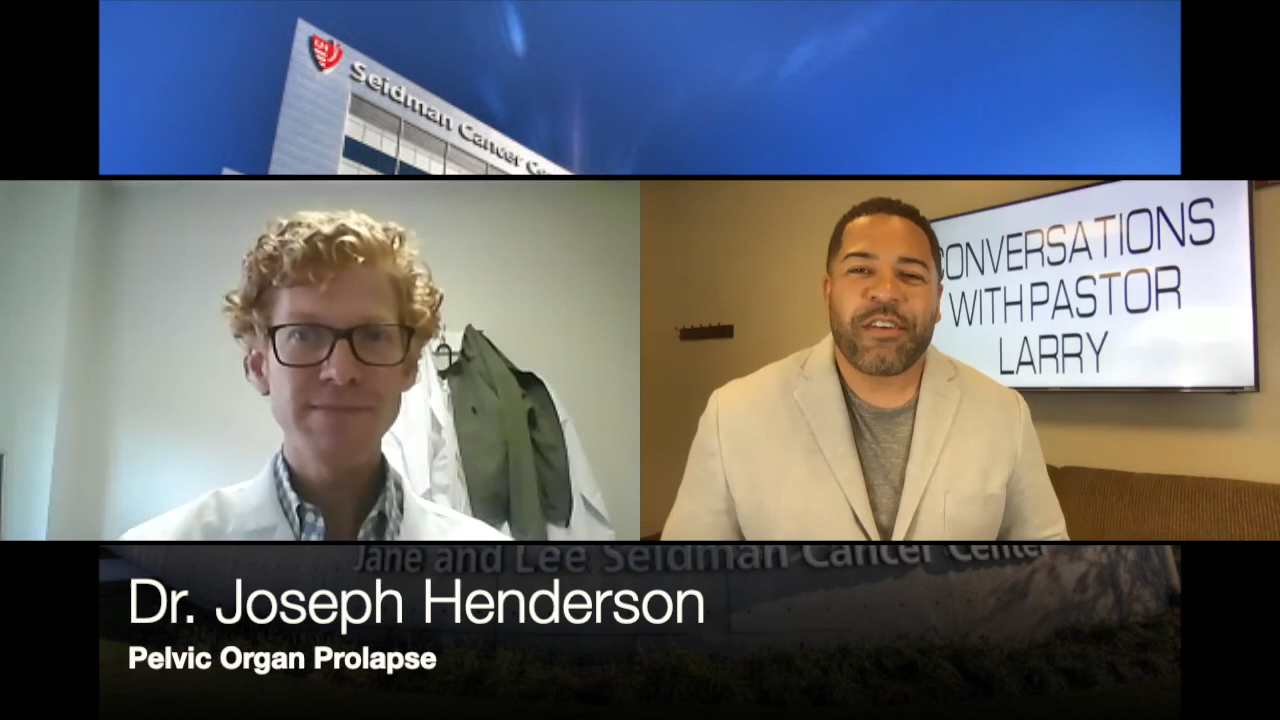 Seidman Cancer
CONVERSATIONS
WITH PASTOR
LARRY
Jane and Lee Seidman Cancer Center
Dr. Joseph Henderson
Pelvic Organ Prolapse